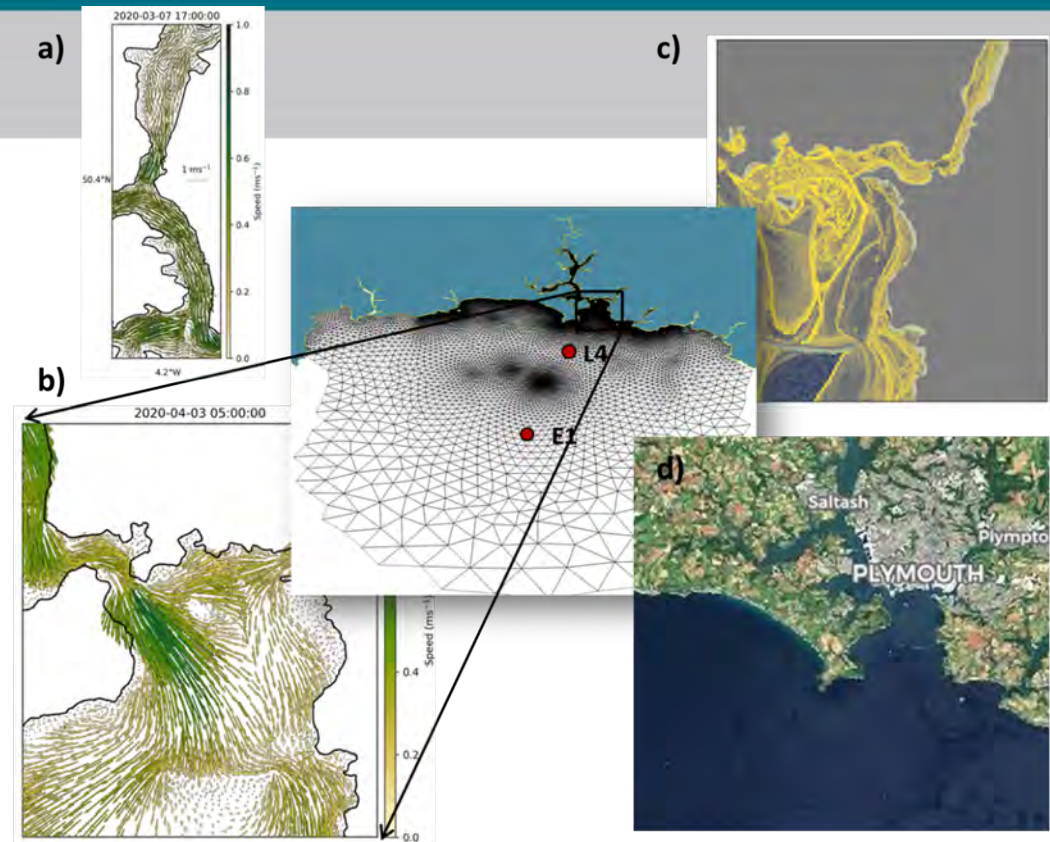 a)
2020-03-07 17:00:00
1.0
0.8
0.6
0.4
0.2
0.0
Speed (ms⁻¹)
1 ms⁻¹
50.4°N
4.2°W
c)
L4
E1
b)
2020-04-03 05:00:00
Speed (ms⁻¹)
0.4
0.2
0.0
d)
Saltash
Plympto
PLYMOUTH